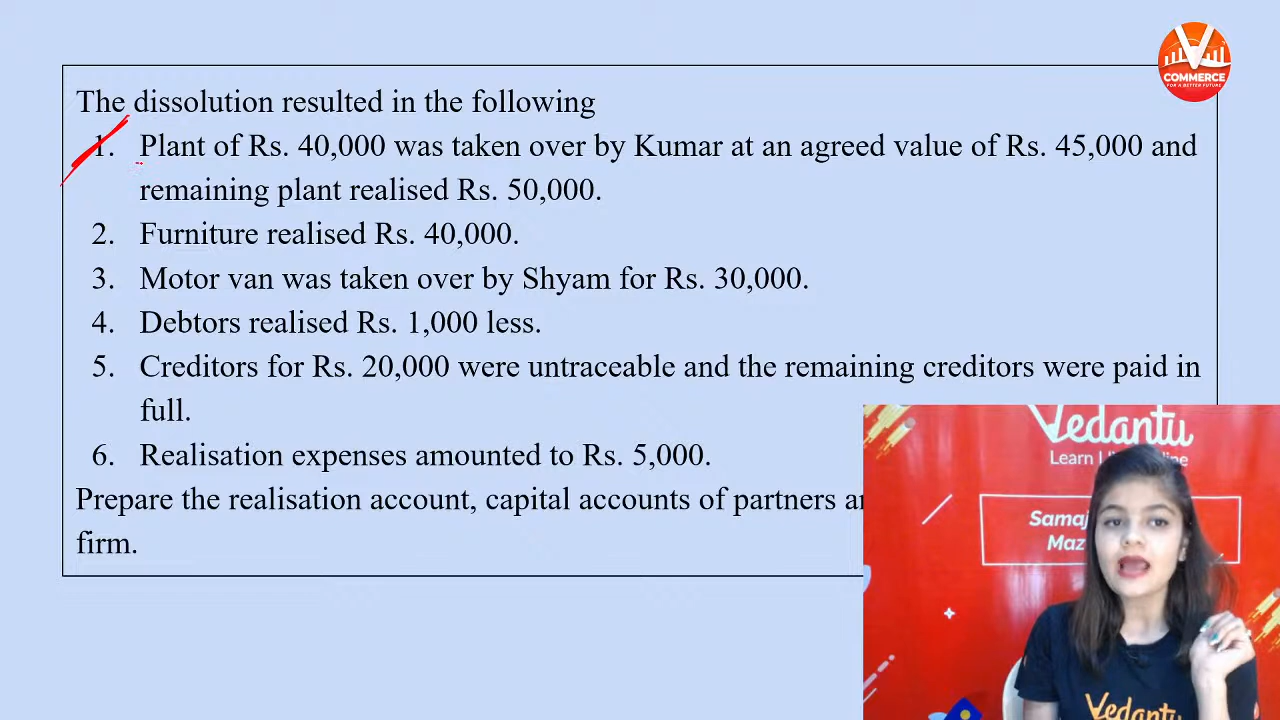 COMMERCE
FOR A BETTER FUTURE
The dissolution resulted in the following
1. Plant of Rs. 40,000 was taken over by Kumar at an agreed value of Rs. 45,000 and
remaining plant realised Rs. 50,000.
2. Furniture realised Rs. 40,000.
3. Motor van was taken over by Shyam for Rs. 30,000.
4. Debtors realised Rs. 1,000 less.
5. Creditors for Rs. 20,000 were untraceable and the remaining creditors were paid in
full.
6. Realisation expenses amounted to Rs. 5,000.
Prepare the realisation account, capital accounts of partners
firm.
Vedantu
Learn
Vedantu